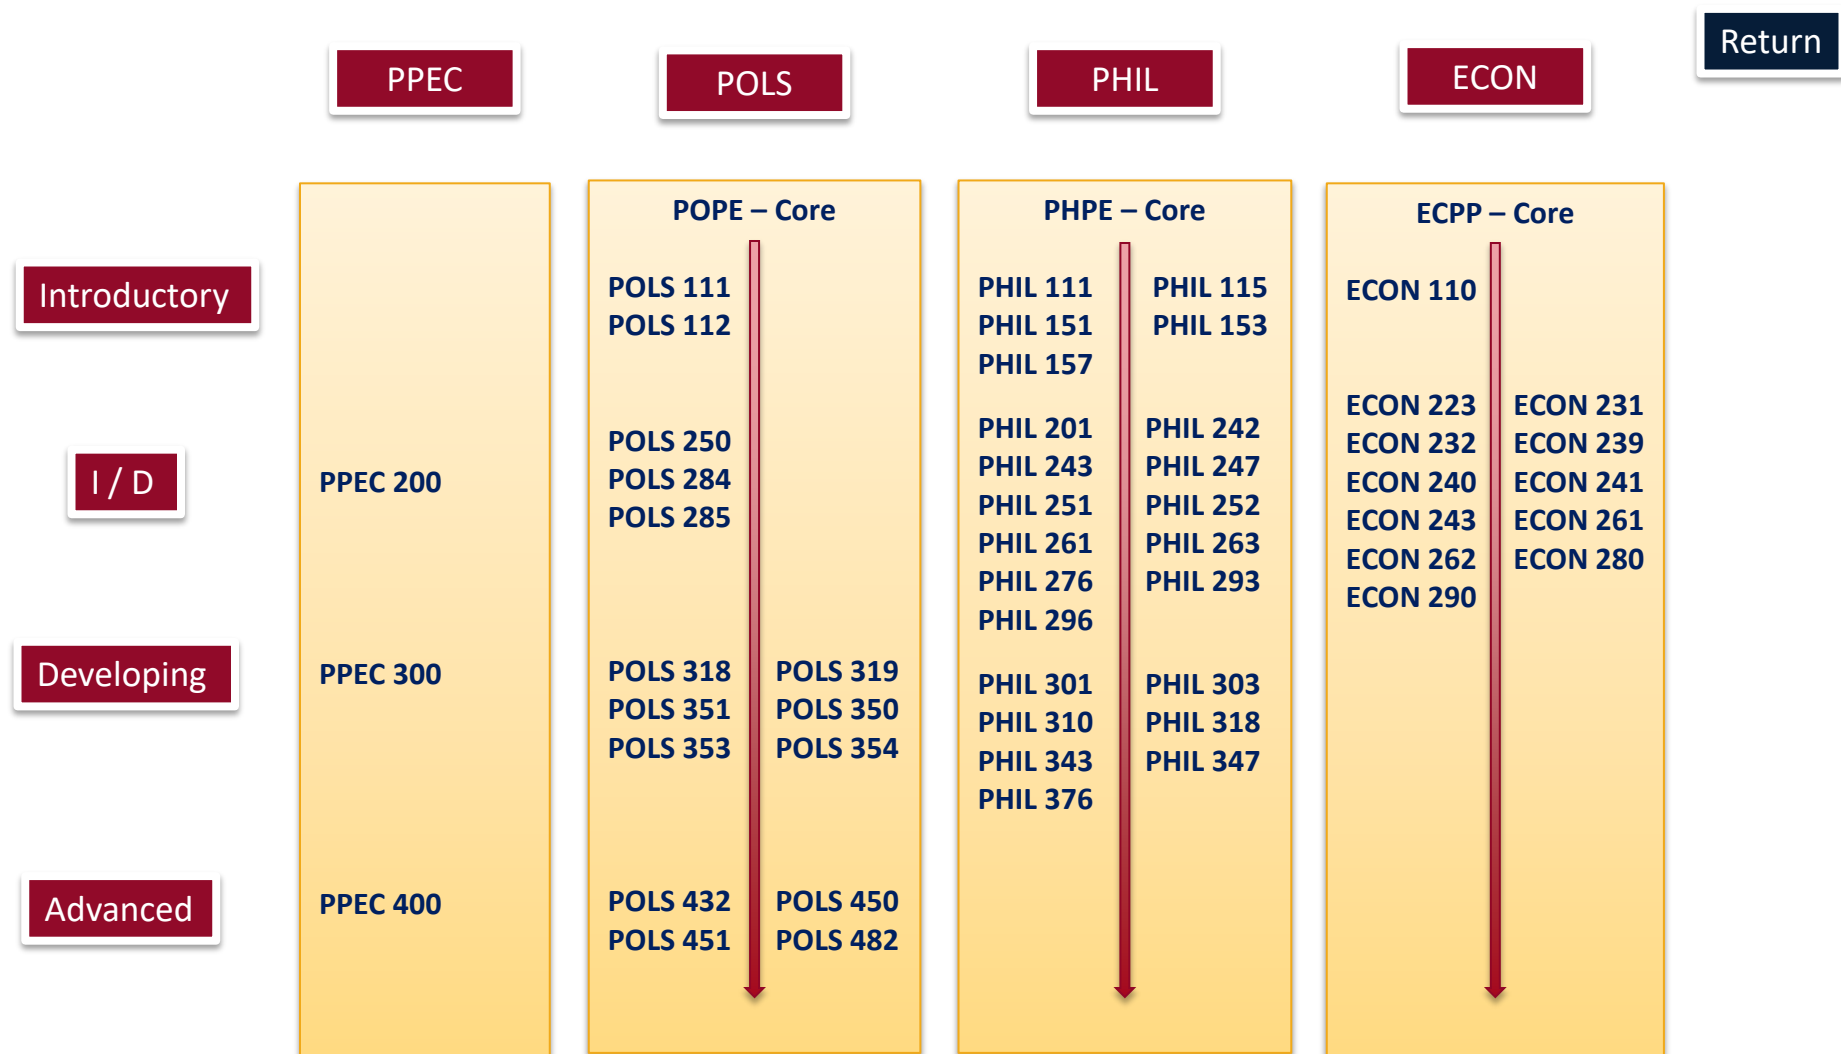 Return
PPEC POLS PHIL ECON
POPE – Core PHPE – Core ECPP – Core
Introductory
POLS 111 PHIL 111 PHIL 115 ECON 110
POLS 112 PHIL 151 PHIL 153
PHIL 157
I / D
ECON 223 ECON 231
POLS 250 PHIL 201 PHIL 242 ECON 232 ECON 239
PPEC 200 POLS 284 PHIL 243 PHIL 247 ECON 240 ECON 241
POLS 285 PHIL 251 PHIL 252 ECON 243 ECON 261
PHIL 261 PHIL 263 ECON 262 ECON 280
PHIL 276 PHIL 293 ECON 290
PHIL 296
Developing
PPEC 300 POLS 318 POLS 319 PHIL 301 PHIL 303
POLS 351 POLS 350 PHIL 310 PHIL 318
POLS 353 POLS 354 PHIL 343 PHIL 347
PHIL 376
Advanced
PPEC 400 POLS 432 POLS 450
POLS 451 POLS 482